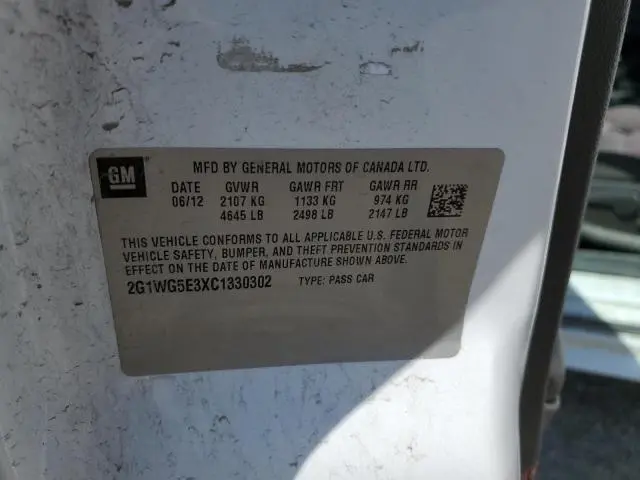 GM
MFD BY GENERAL MOTORS OF CANADA LTD.
DATE GVWR GAWR FRT GAWR RR
06/12 2107 KG 1133 KG 974 KG
4645 LB 2498 LB 2147 LB
THIS VEHICLE CONFORMS TO ALL APPLICABLE U.S. FEDERAL MOTOR
VEHICLE SAFETY, BUMPER, AND THEFT PREVENTION STANDARDS IN
EFFECT ON THE DATE OF MANUFACTURE SHOWN ABOVE.
2G1WG5E3XC1330302 TYPE: PASS CAR